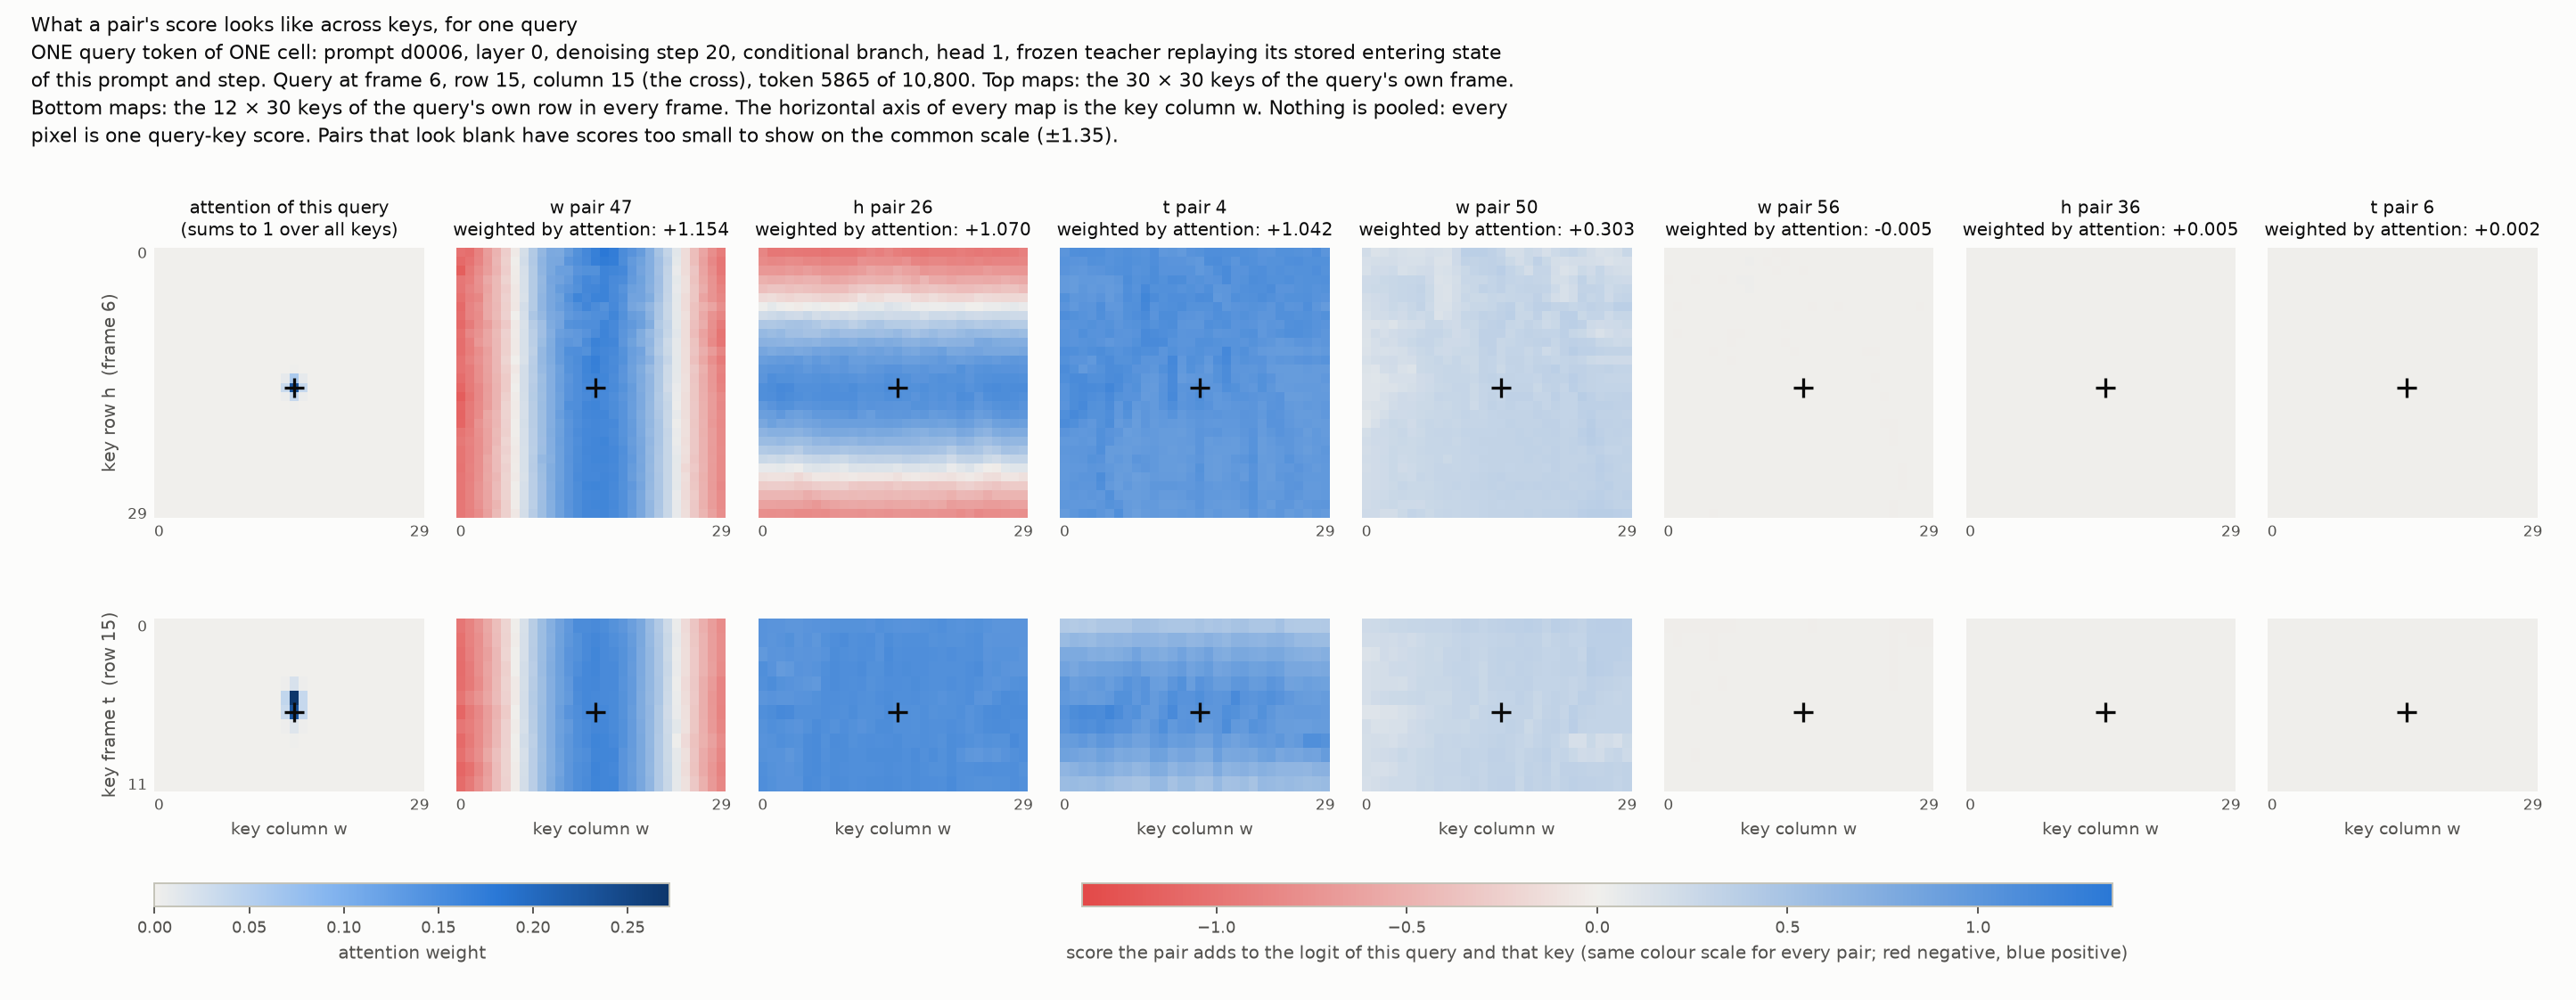 What a pair's score looks like across keys, for one query
ONE query token of ONE cell: prompt d0006, layer 0, denoising step 20, conditional branch, head 1, frozen teacher replaying its stored entering state
of this prompt and step. Query at frame 6, row 15, column 15 (the cross), token 5865 of 10,800. Top maps: the 30 × 30 keys of the query's own frame.
Bottom maps: the 12 × 30 keys of the query's own row in every frame. The horizontal axis of every map is the key column w. Nothing is pooled: every
pixel is one query-key score. Pairs that look blank have scores too small to show on the common scale (±1.35).
attention of this query
(sums to 1 over all keys)
w pair 47
weighted by attention: +1.154
h pair 26
weighted by attention: +1.070
t pair 4
weighted by attention: +1.042
w pair 50
weighted by attention: +0.303
w pair 56
weighted by attention: -0.005
h pair 36
weighted by attention: +0.005
t pair 6
weighted by attention: +0.002
key row h (frame 6)
0
29
0 29
0 29
0 29
0 29
0 29
0 29
0 29
0 29
key frame t (row 15)
0
11
0 29
0 29
0 29
0 29
0 29
0 29
0 29
0 29
key column w
key column w
key column w
key column w
key column w
key column w
key column w
key column w
0.00 0.05 0.10 0.15 0.20 0.25
attention weight
−1.0 −0.5 0.0 0.5 1.0
score the pair adds to the logit of this query and that key (same colour scale for every pair; red negative, blue positive)